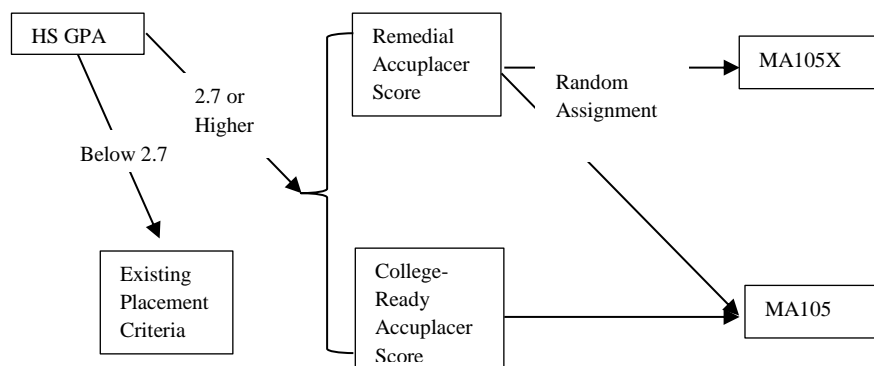 HS GPA
2.7 or
Higher
Below 2.7
Existing
Placement
Criteria
Remedial
Accuplacer
Score
College-
Ready
Accuplacer
Score
Random
Assignment
MA105X
MA105